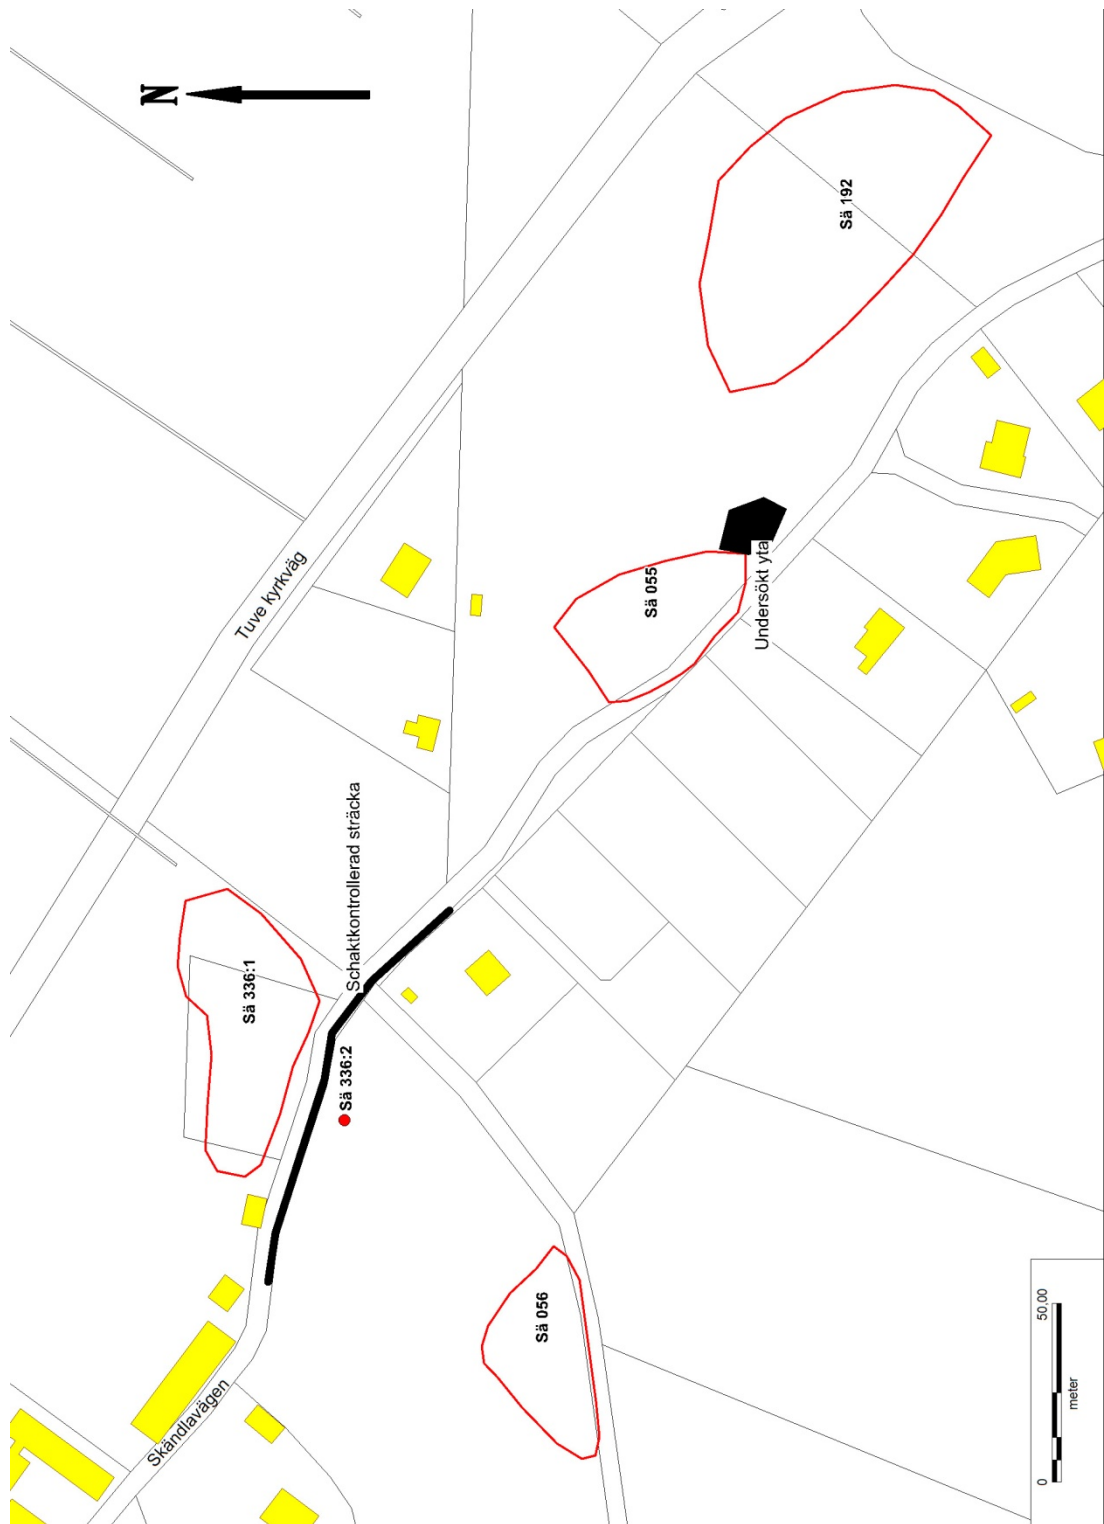 N
Sä 192
Tuve kyrkväg
Sä 055
Undersökt yta
Schaktkontrollerad sträcka
Sä 336:1
Sä 336:2
Sä 056
Skändlavägen
0
50.00
meter